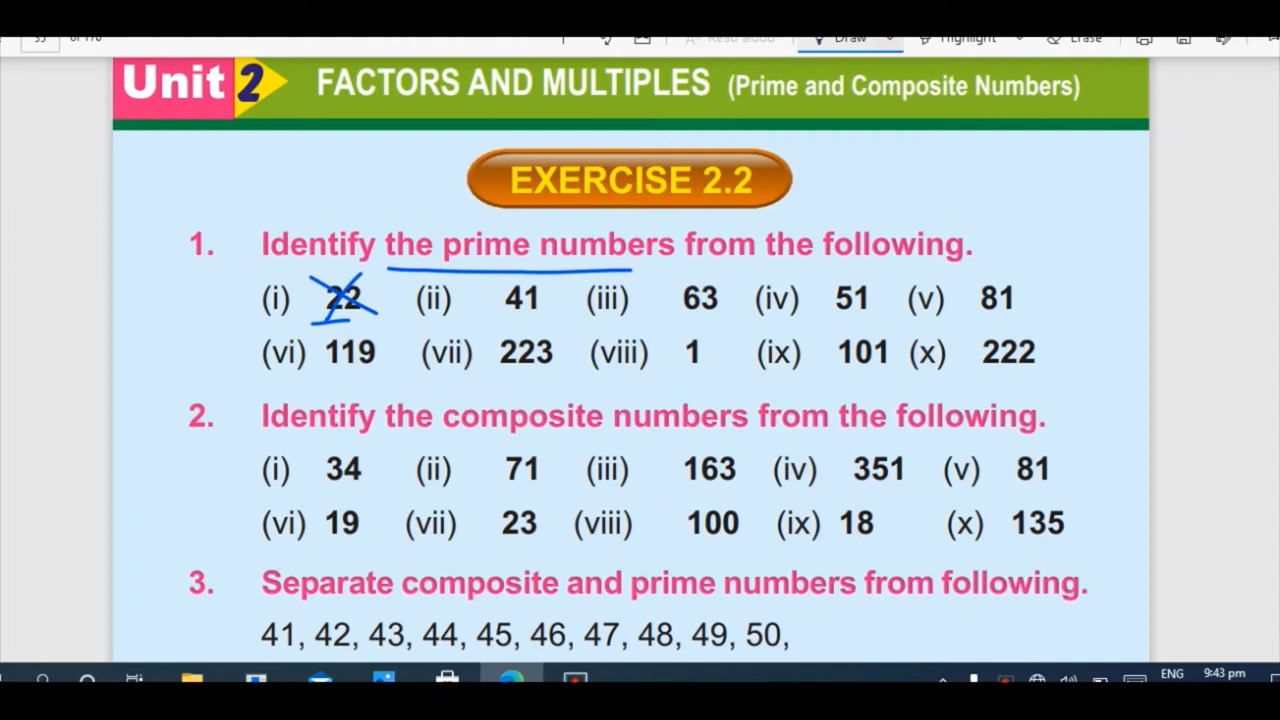 of 176
Read aloud
Draw
Highlight
Erase
Unit 2 FACTORS AND MULTIPLES (Prime and Composite Numbers)
EXERCISE 2.2
1. Identify the prime numbers from the following.
(i) 22 (ii) 41 (iii) 63 (iv) 51 (v) 81
(vi) 119 (vii) 223 (viii) 1 (ix) 101 (x) 222
2. Identify the composite numbers from the following.
(i) 34 (ii) 71 (iii) 163 (iv) 351 (v) 81
(vi) 19 (vii) 23 (viii) 100 (ix) 18 (x) 135
3. Separate composite and prime numbers from following.
41, 42, 43, 44, 45, 46, 47, 48, 49, 50,
ENG 9:43 pm